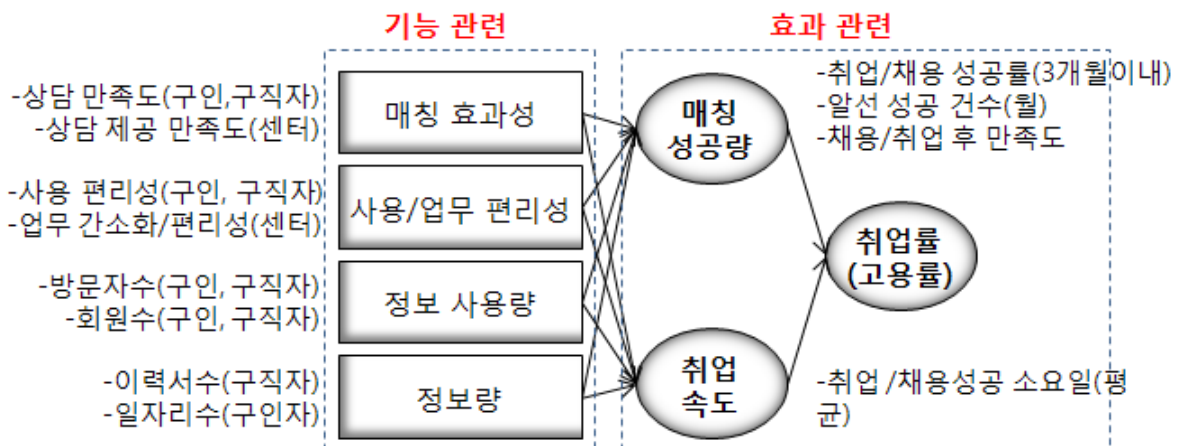 기능 관련
효과 관련
-상담 만족도(구인,구직자)
-상담 제공 만족도(센터)
매칭 효과성
-사용 편리성(구인, 구직자)
-업무 간소화/편리성(센터)
사용/업무 편리성
-방문자수(구인, 구직자)
-회원수(구인, 구직자)
정보 사용량
-이력서수(구직자)
-일자리수(구인자)
정보량
매칭
성공량
-취업/채용 성공률(3개월이내)
-알선 성공 건수(월)
-채용/취업 후 만족도
취업률
(고용률)
취업
속도
-취업 /채용성공 소요일(평
균)